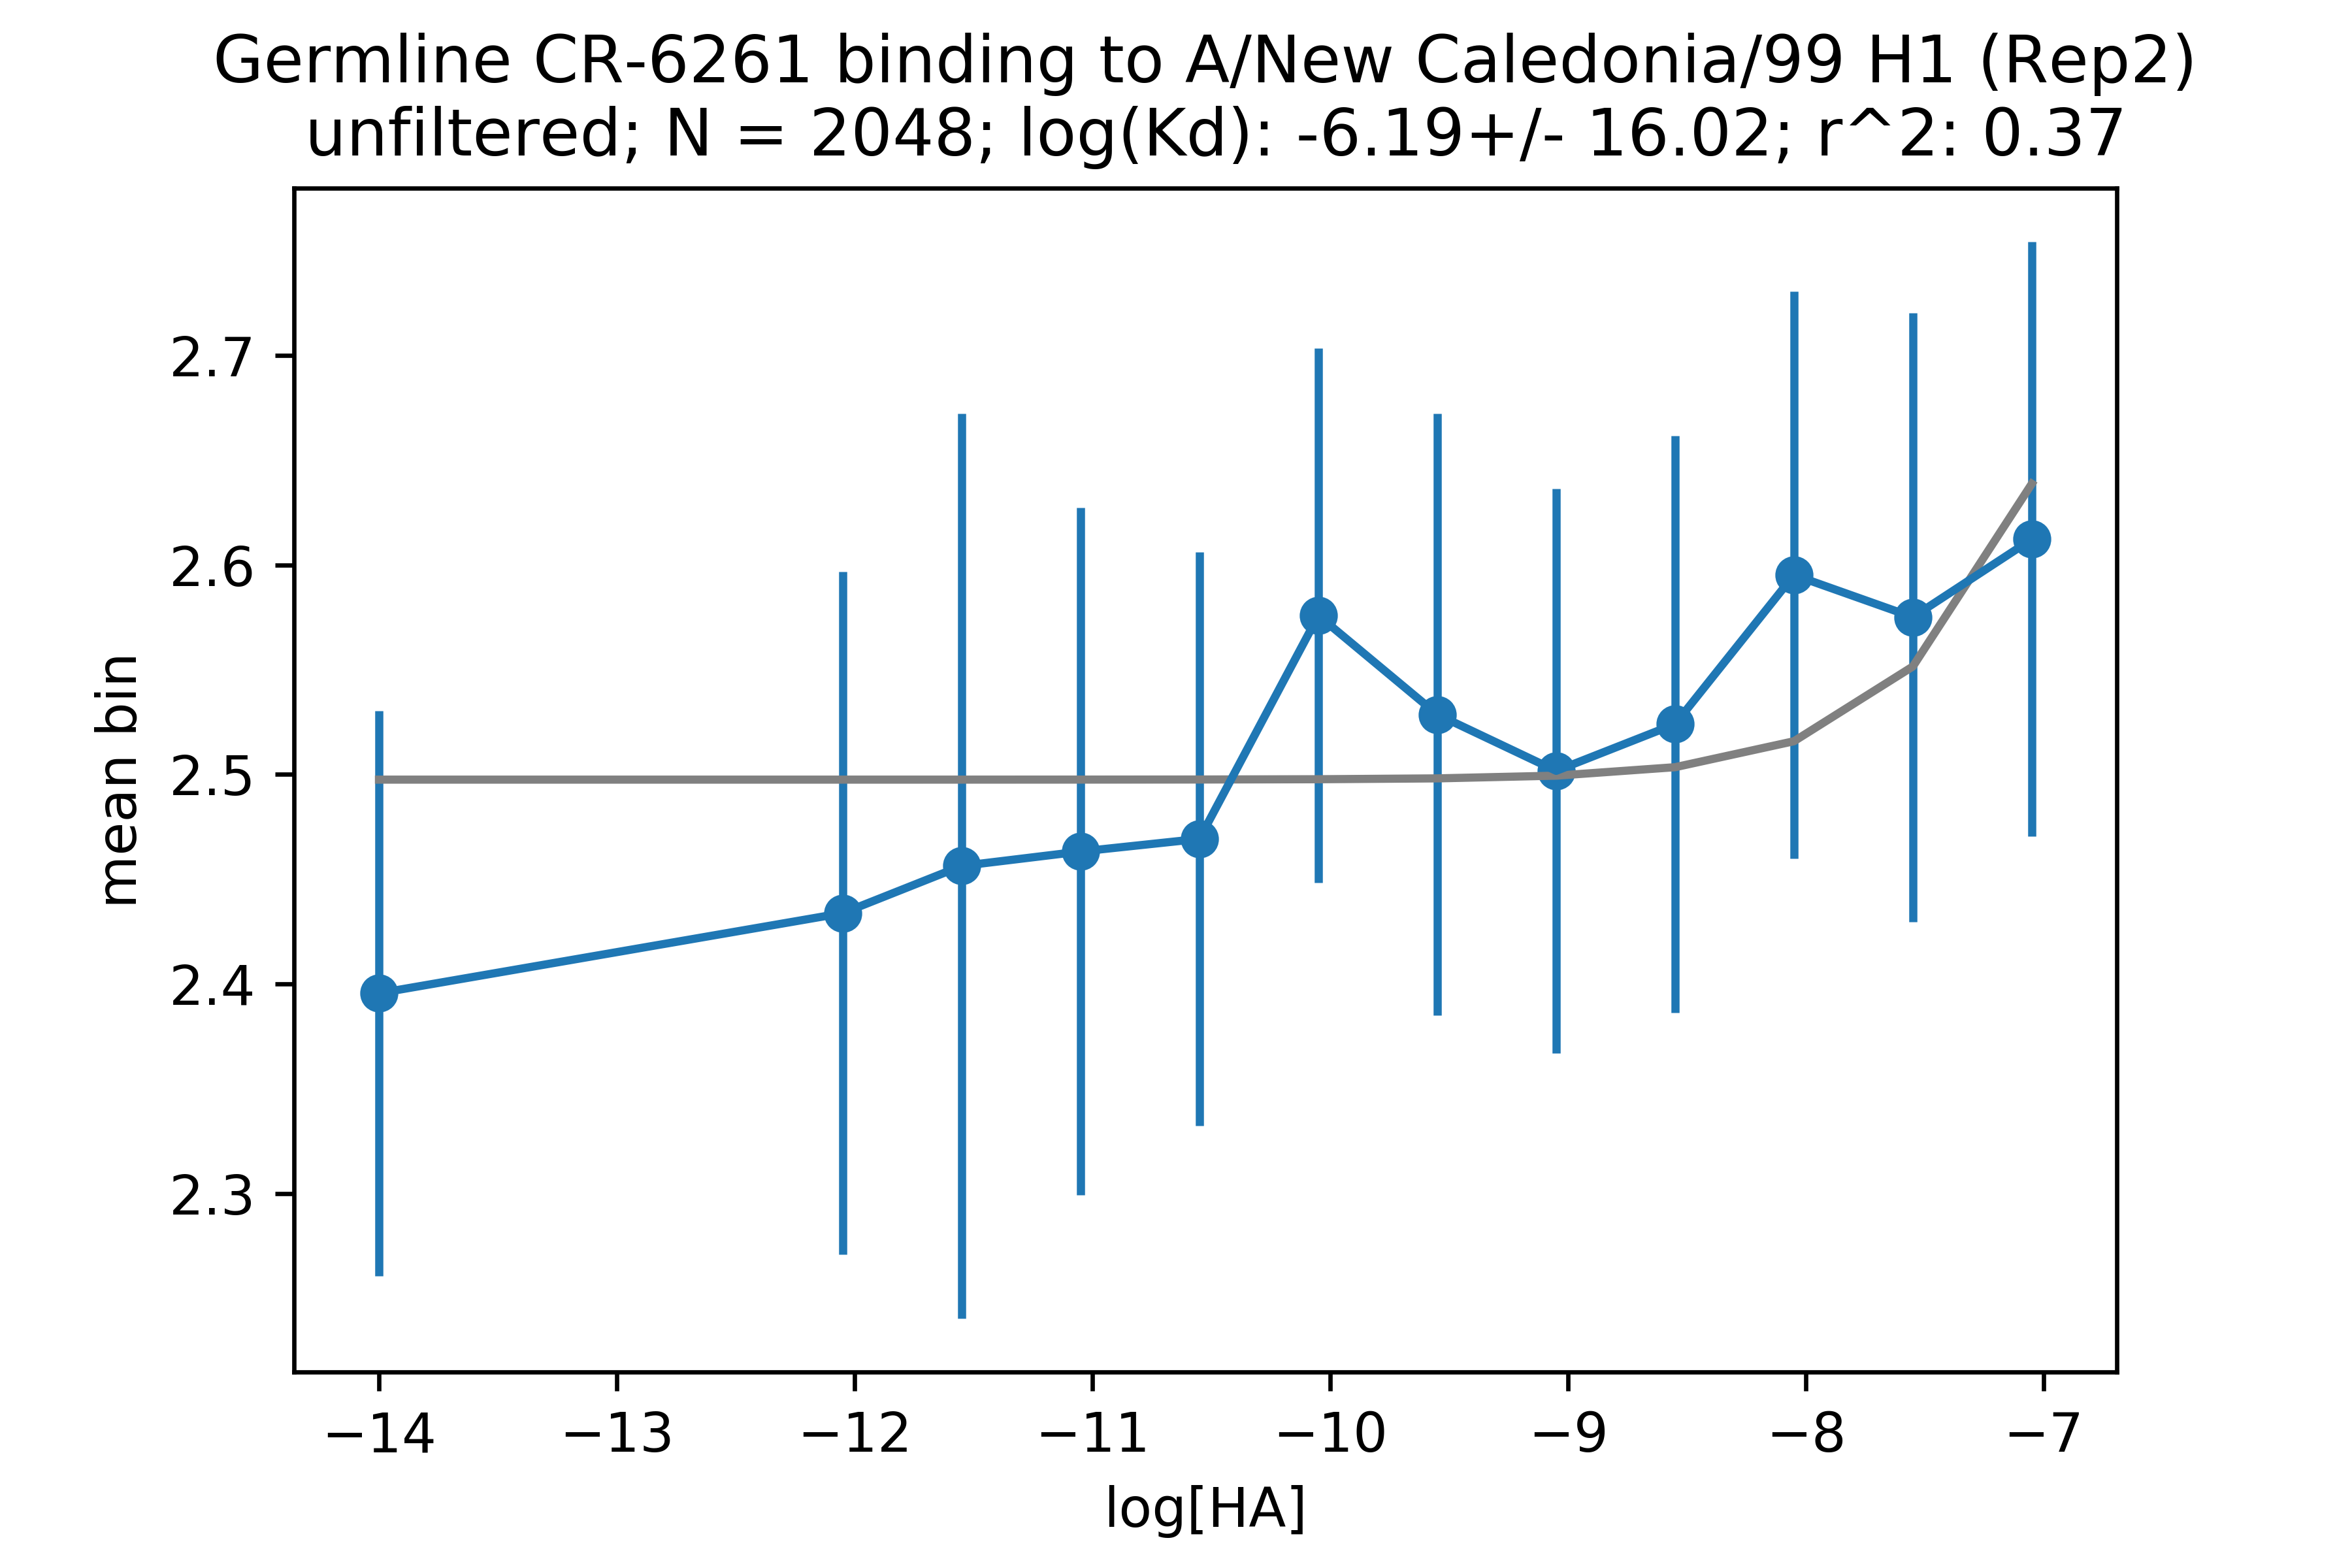 Germline CR-6261 binding to A/New Caledonia/99 H1 (Rep2)
unfiltered; N = 2048; log(Kd): -6.19+/- 16.02; r^2: 0.37
2.7
2.6
2.5
2.4
2.3
mean bin
−14 −13 −12 −11 −10 −9 −8 −7
log[HA]